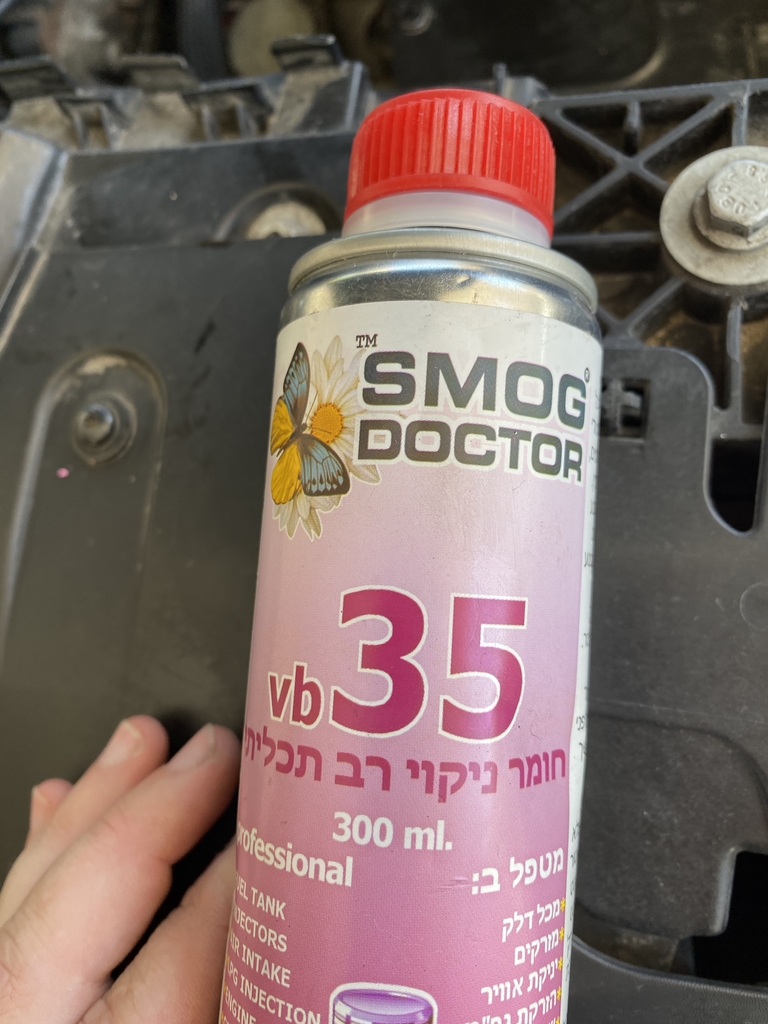 ™
SMOG®
DOCTOR
vb35
חומר ניקוי רב תכליתי
300 ml.
professional
מטפל ב:
FUEL TANK
INJECTORS
AIR INTAKE
LPG INJECTION
ENGINE
*מכל דלק
*מזרקים
*יניקת אוויר